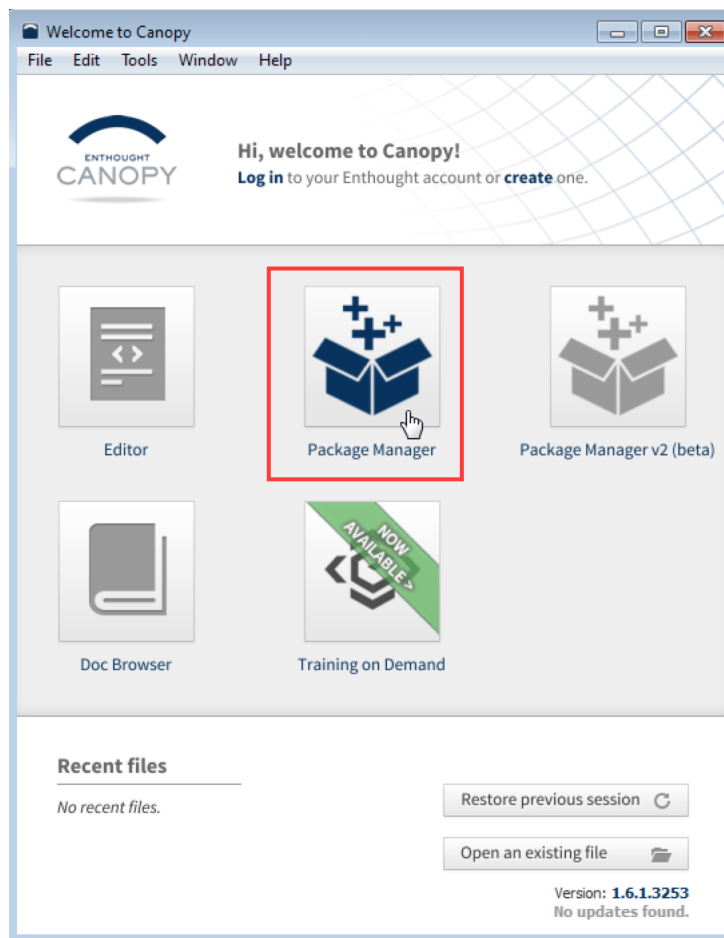 Welcome to Canopy
File Edit Tools Window Help
ENTHOUGHT
CANOPY
Hi, welcome to Canopy!
Log in to your Enthought account or create one.
Editor
Package Manager
Package Manager v2 (beta)
NOW
AVAILABLE >
Doc Browser
Training on Demand
Recent files
No recent files.
Restore previous session
Open an existing file
Version: 1.6.1.3253
No updates found.